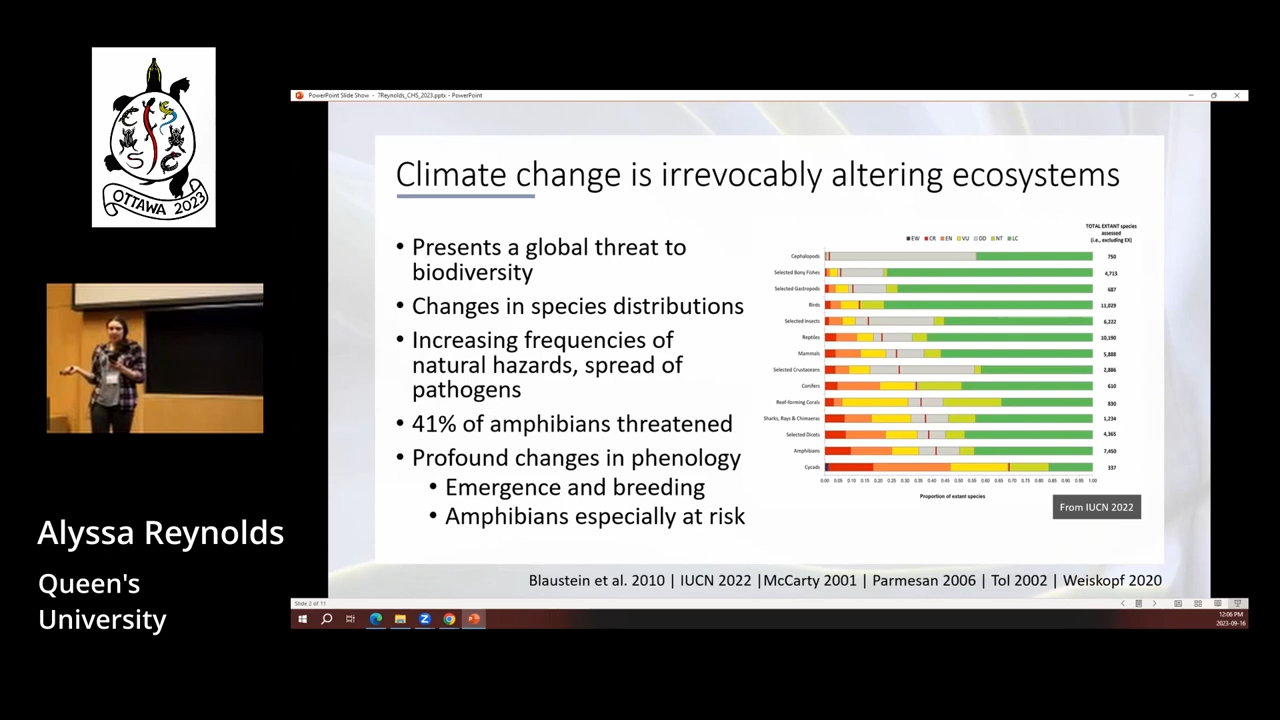 C
S
C
OTTAWA 2023
Alyssa Reynolds
Queen's
University
PowerPoint Slide Show - 7Reynolds_CHS_2023.pptx - PowerPoint
Climate change is irrevocably altering ecosystems
• Presents a global threat to
biodiversity
• Changes in species distributions
• Increasing frequencies of
natural hazards, spread of
pathogens
• 41% of amphibians threatened
• Profound changes in phenology
• Emergence and breeding
• Amphibians especially at risk
EW CR EN VU DD NT LC
TOTAL EXTANT species
assessed
(i.e., excluding EX)
Cephalopods 750
Selected Bony Fishes 4,713
Selected Gastropods 687
Birds 11,029
Selected Insects 6,222
Reptiles 10,190
Mammals 5,888
Selected Crustaceans 2,886
Conifers 610
Reef-forming Corals 830
Sharks, Rays & Chimaeras 1,234
Selected Dicots 4,365
Amphibians 7,450
Cycads 337
0.00 0.05 0.10 0.15 0.20 0.25 0.30 0.35 0.40 0.45 0.50 0.55 0.60 0.65 0.70 0.75 0.80 0.85 0.90 0.95 1.00
Proportion of extant species
From IUCN 2022
Blaustein et al. 2010 | IUCN 2022 |McCarty 2001 | Parmesan 2006 | Tol 2002 | Weiskopf 2020
Slide 2 of 11
12:06 PM
2023-09-16